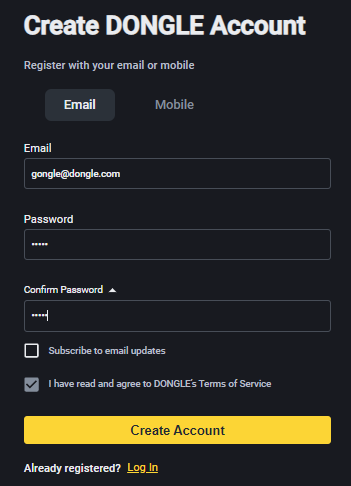 Create DONGLE Account
Register with your email or mobile
Email Mobile
Email
gongle@dongle.com
Password
•••••
Confirm Password
•••••
Subscribe to email updates
I have read and agree to DONGLE's Terms of Service
Create Account
Already registered? Log In